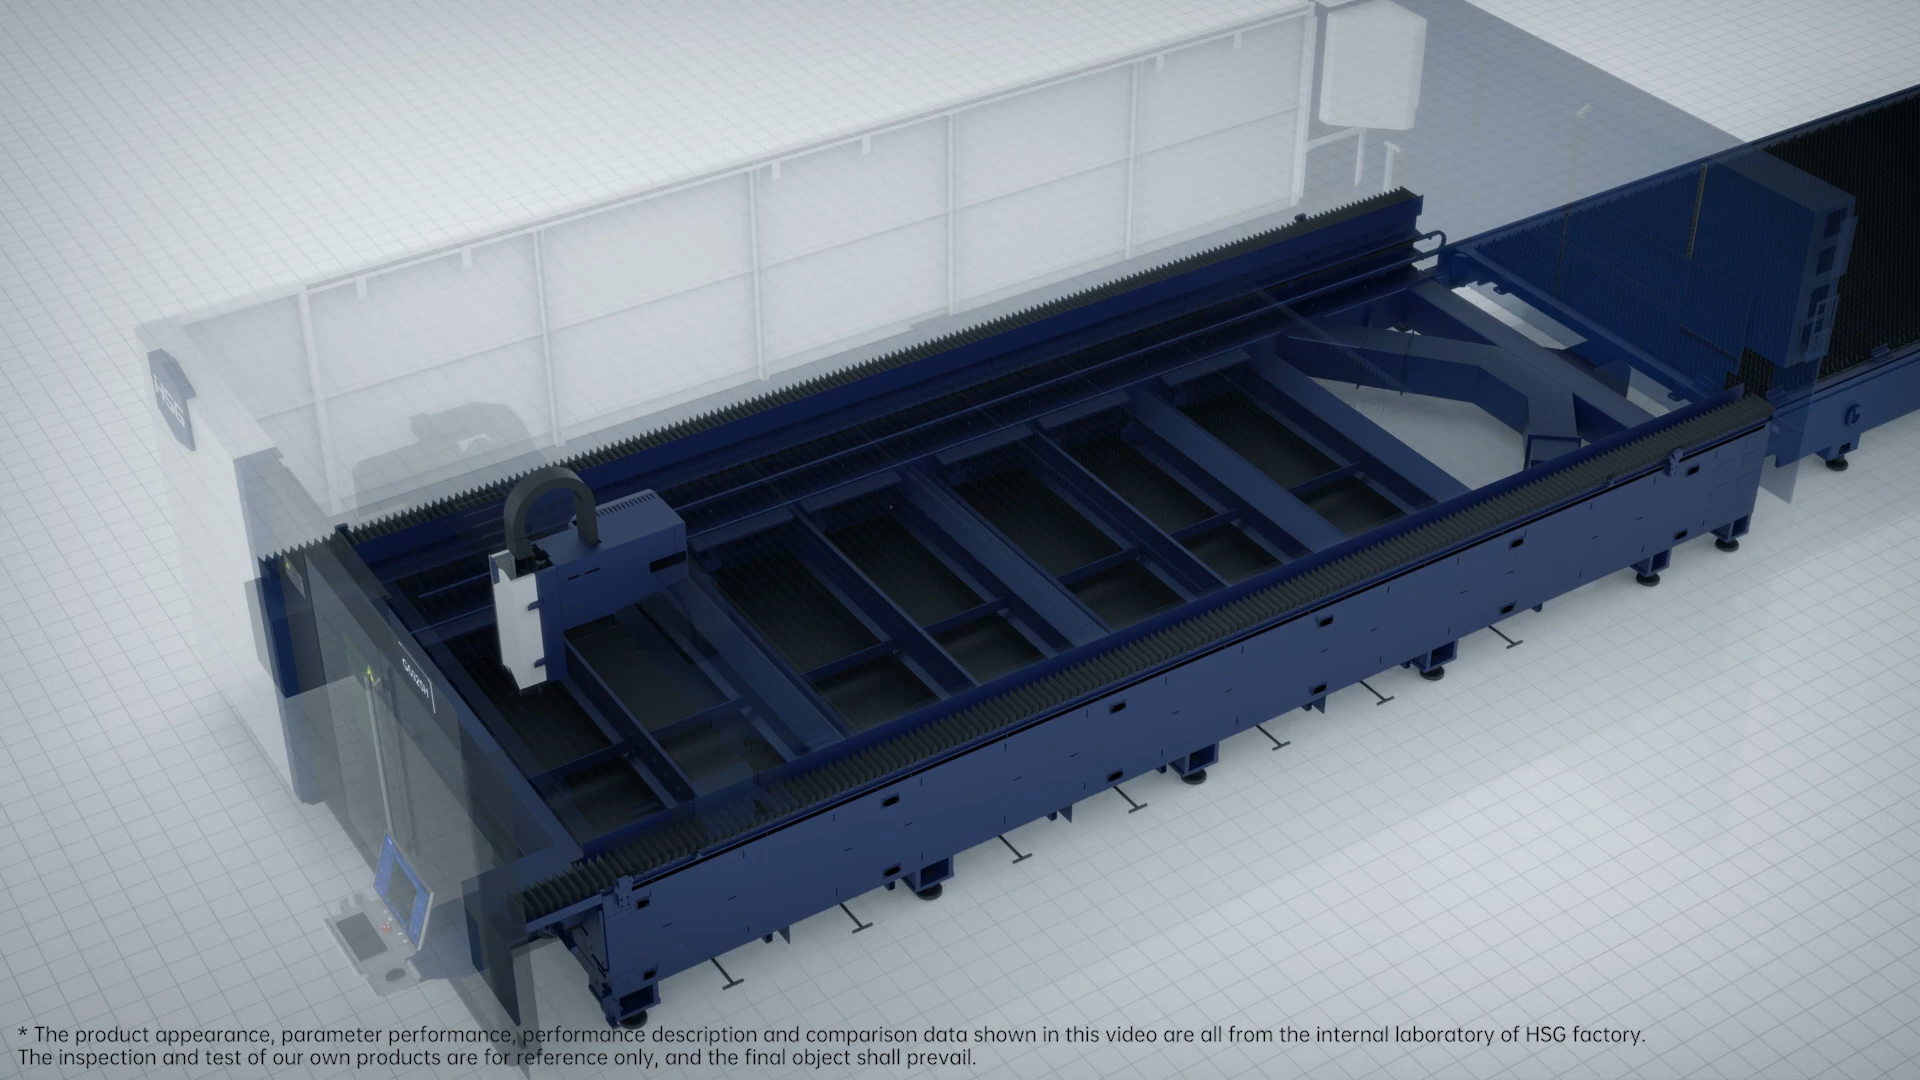 HSG
* The product appearance, parameter performance, performance description and comparison data shown in this video are all from the internal laboratory of HSG factory.
The inspection and test of our own products are for reference only, and the final object shall prevail.